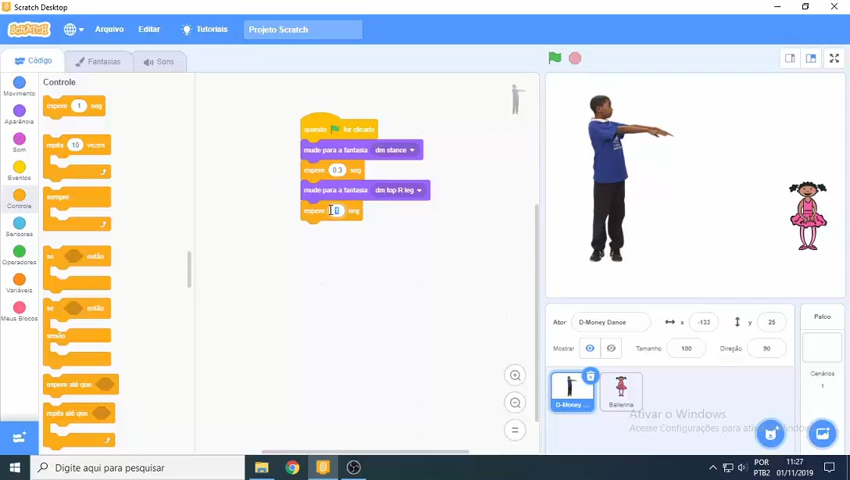 Scratch Desktop
SCRATCH
Arquivo
Editar
Tutoriais
Projeto Scratch
Código
Fantasias
Sons
Movimento
Aparência
Som
Eventos
Controle
Sensores
Operadores
Variáveis
Meus Blocos
Controle
espere 1 seg
repita 10 vezes
sempre
se então
se então
senão
espere até que
repita até que
quando for clicado
mude para a fantasia dm stance
espere 0.3 seg
mude para a fantasia dm top R leg
espere seg
Ator D-Money Dance x -133 y 25
Mostrar Tamanho 100 Direção 90
D-Money ...
Ballerina
Palco
Cenários
1
Ativar o Windows
Acesse Configurações para ativar o Windows
Digite aqui para pesquisar
POR
PTB2
11:27
01/11/2019